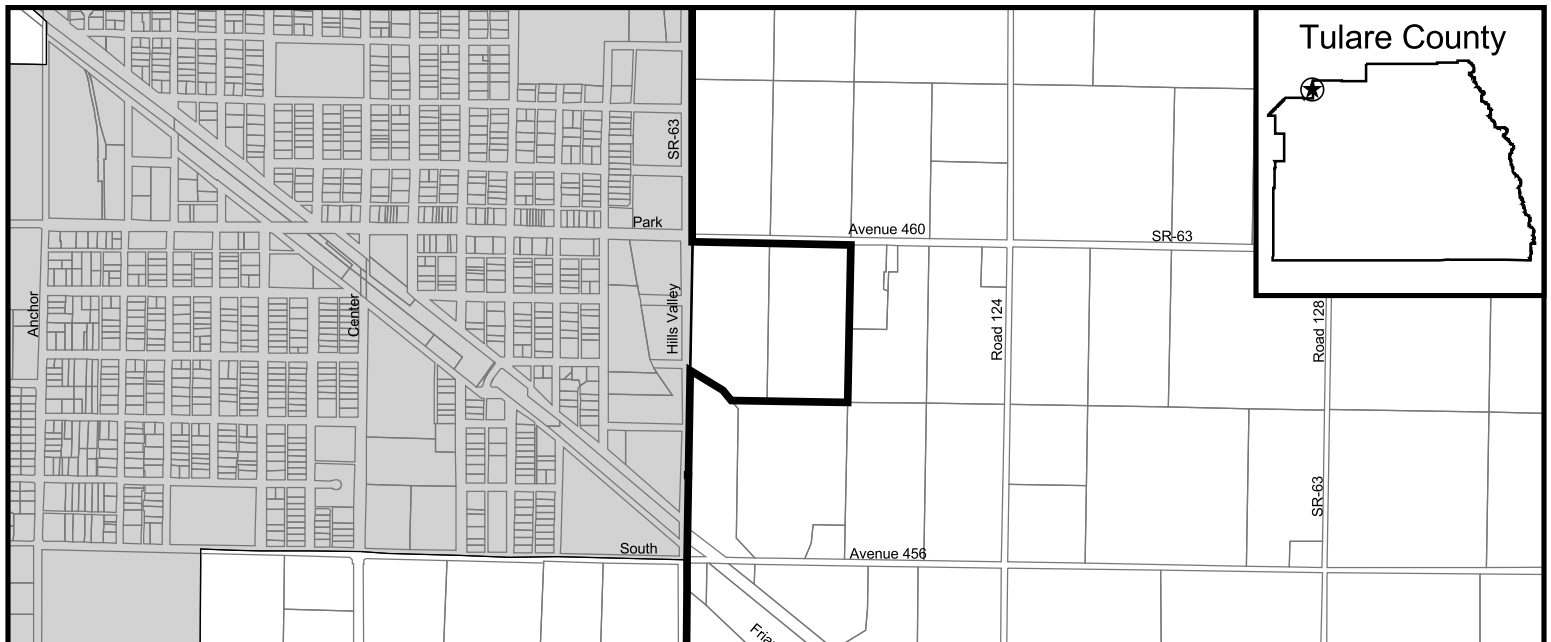 Tulare County
SR-63
Park
Avenue 460
SR-63
Anchor
Center
Hills Valley
Road 124
Road 128
SR-63
South
Avenue 456